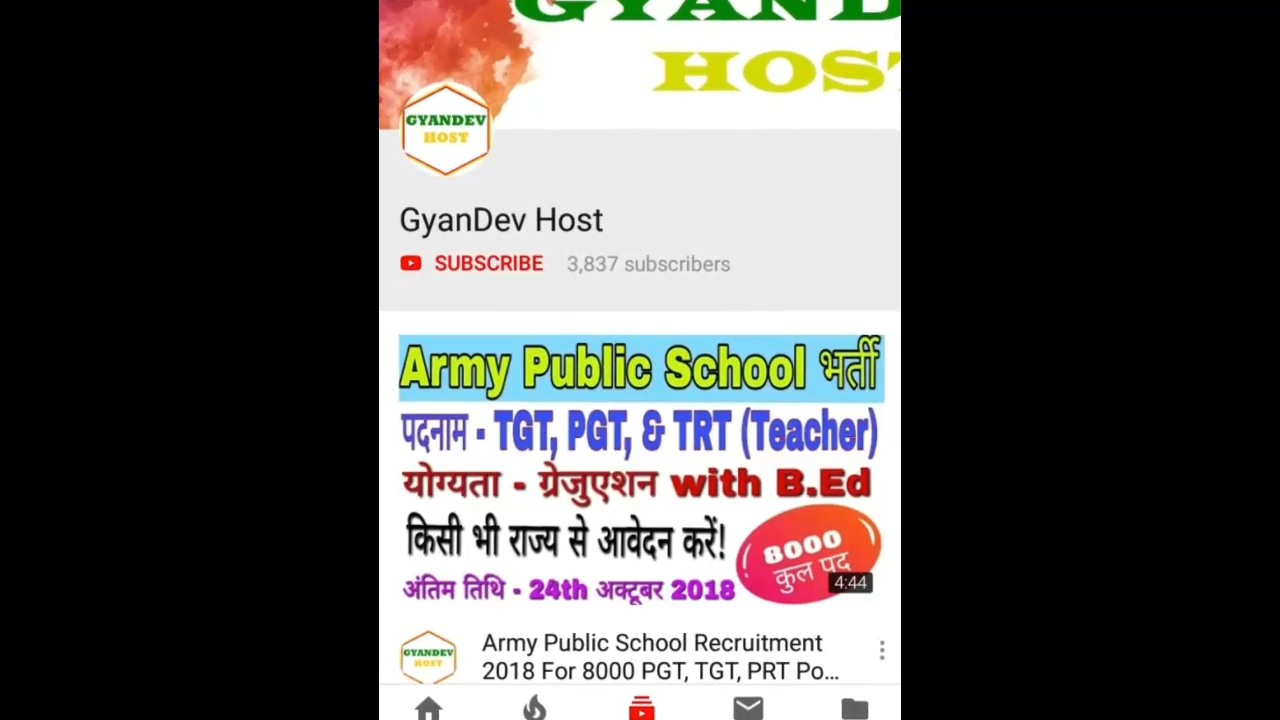 GYAND
HOST
GYANDEV
HOST
GyanDev Host
SUBSCRIBE 3,837 subscribers
Army Public School भर्ती
पदनाम - TGT, PGT, & TRT (Teacher)
योग्यता - ग्रेजुएशन with B.Ed
किसी भी राज्य से आवेदन करें!
8000
कुल पद
अंतिम तिथि - 24th अक्टूबर 2018
4:44
GYANDEV
HOST
Army Public School Recruitment
2018 For 8000 PGT, TGT, PRT Po...